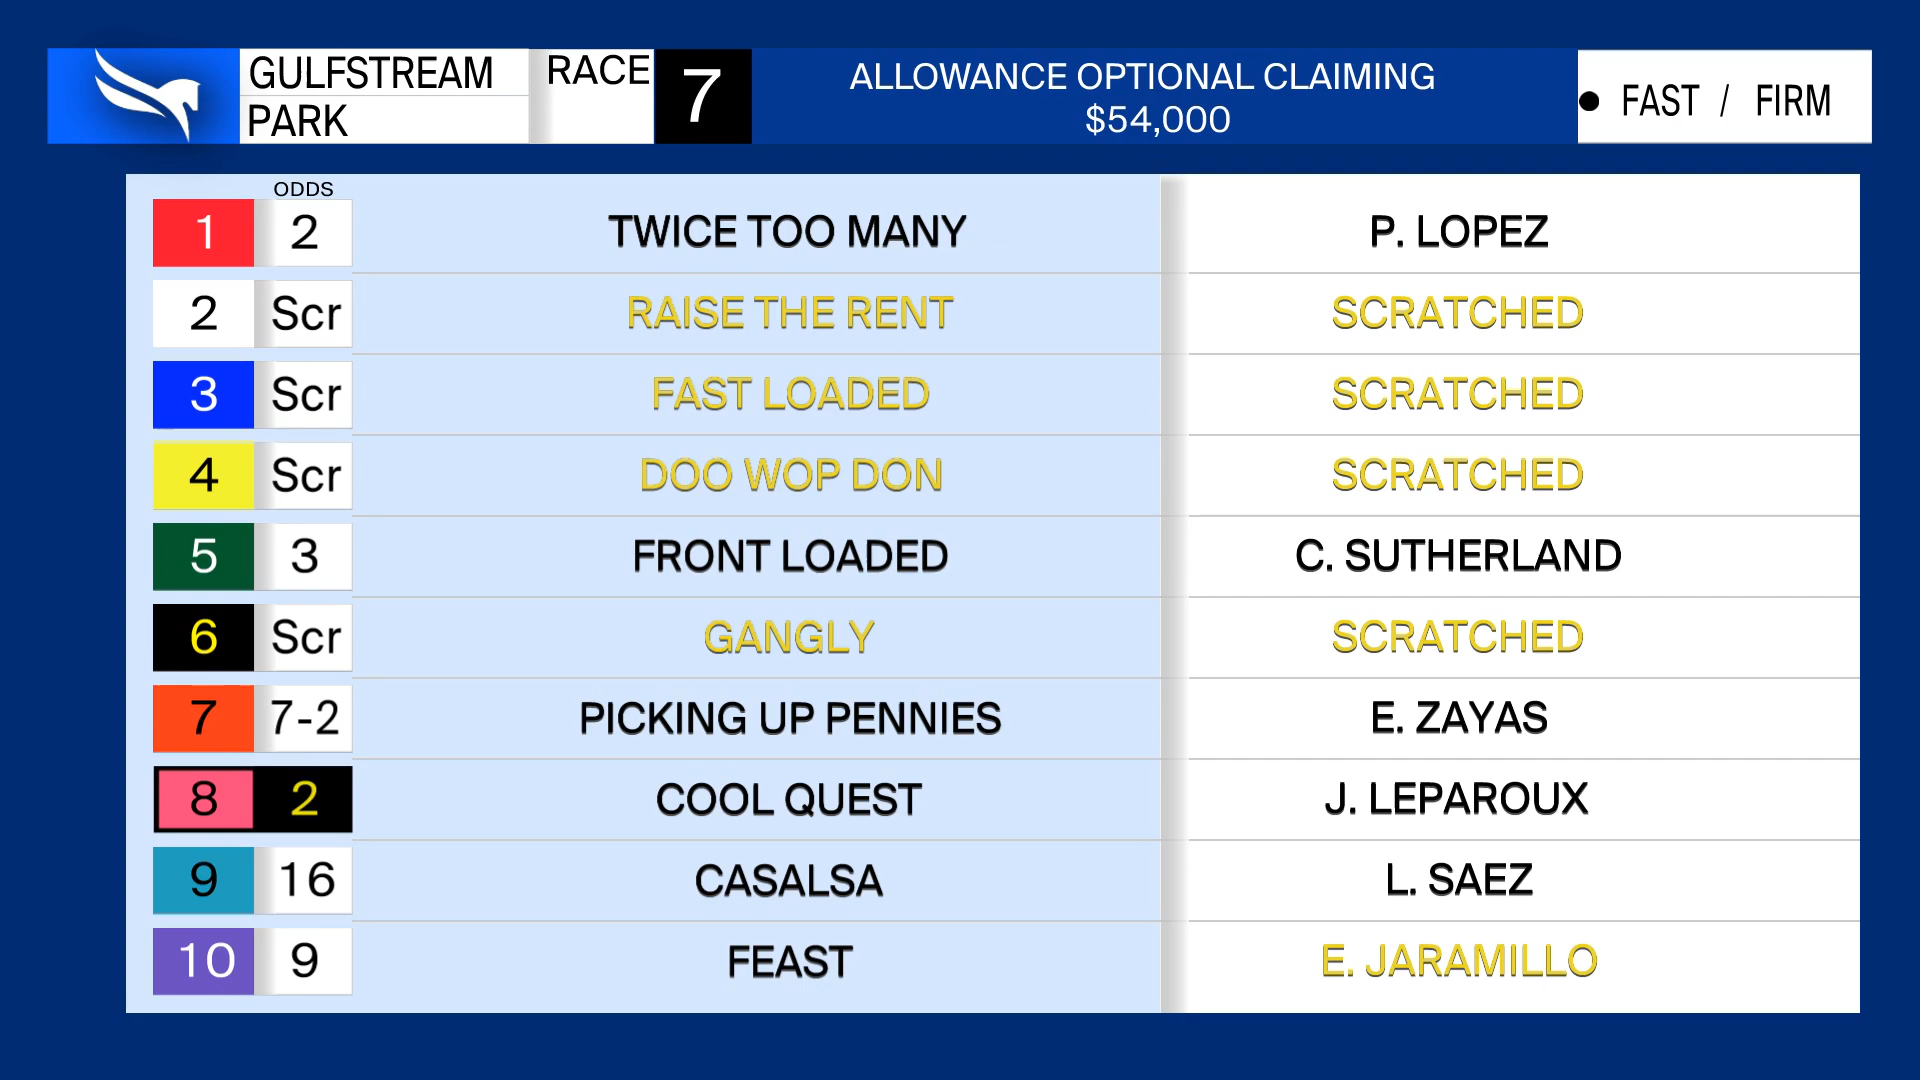 GULFSTREAM
PARK
RACE
7
ALLOWANCE OPTIONAL CLAIMING
$54,000
FAST / FIRM
ODDS
1 2 TWICE TOO MANY P. LOPEZ
2 Scr RAISE THE RENT SCRATCHED
3 Scr FAST LOADED SCRATCHED
4 Scr DOO WOP DON SCRATCHED
5 3 FRONT LOADED C. SUTHERLAND
6 Scr GANGLY SCRATCHED
7 7-2 PICKING UP PENNIES E. ZAYAS
8 2 COOL QUEST J. LEPAROUX
9 16 CASALSA L. SAEZ
10 9 FEAST E. JARAMILLO